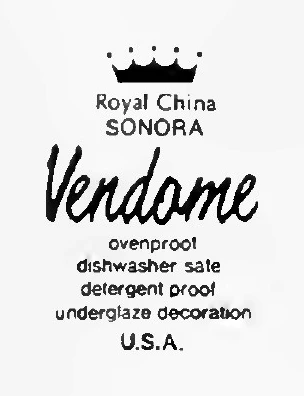 Royal China
SONORA
Vendome
ovenproof
dishwasher safe
detergent proof
underglaze decoration
U.S.A.